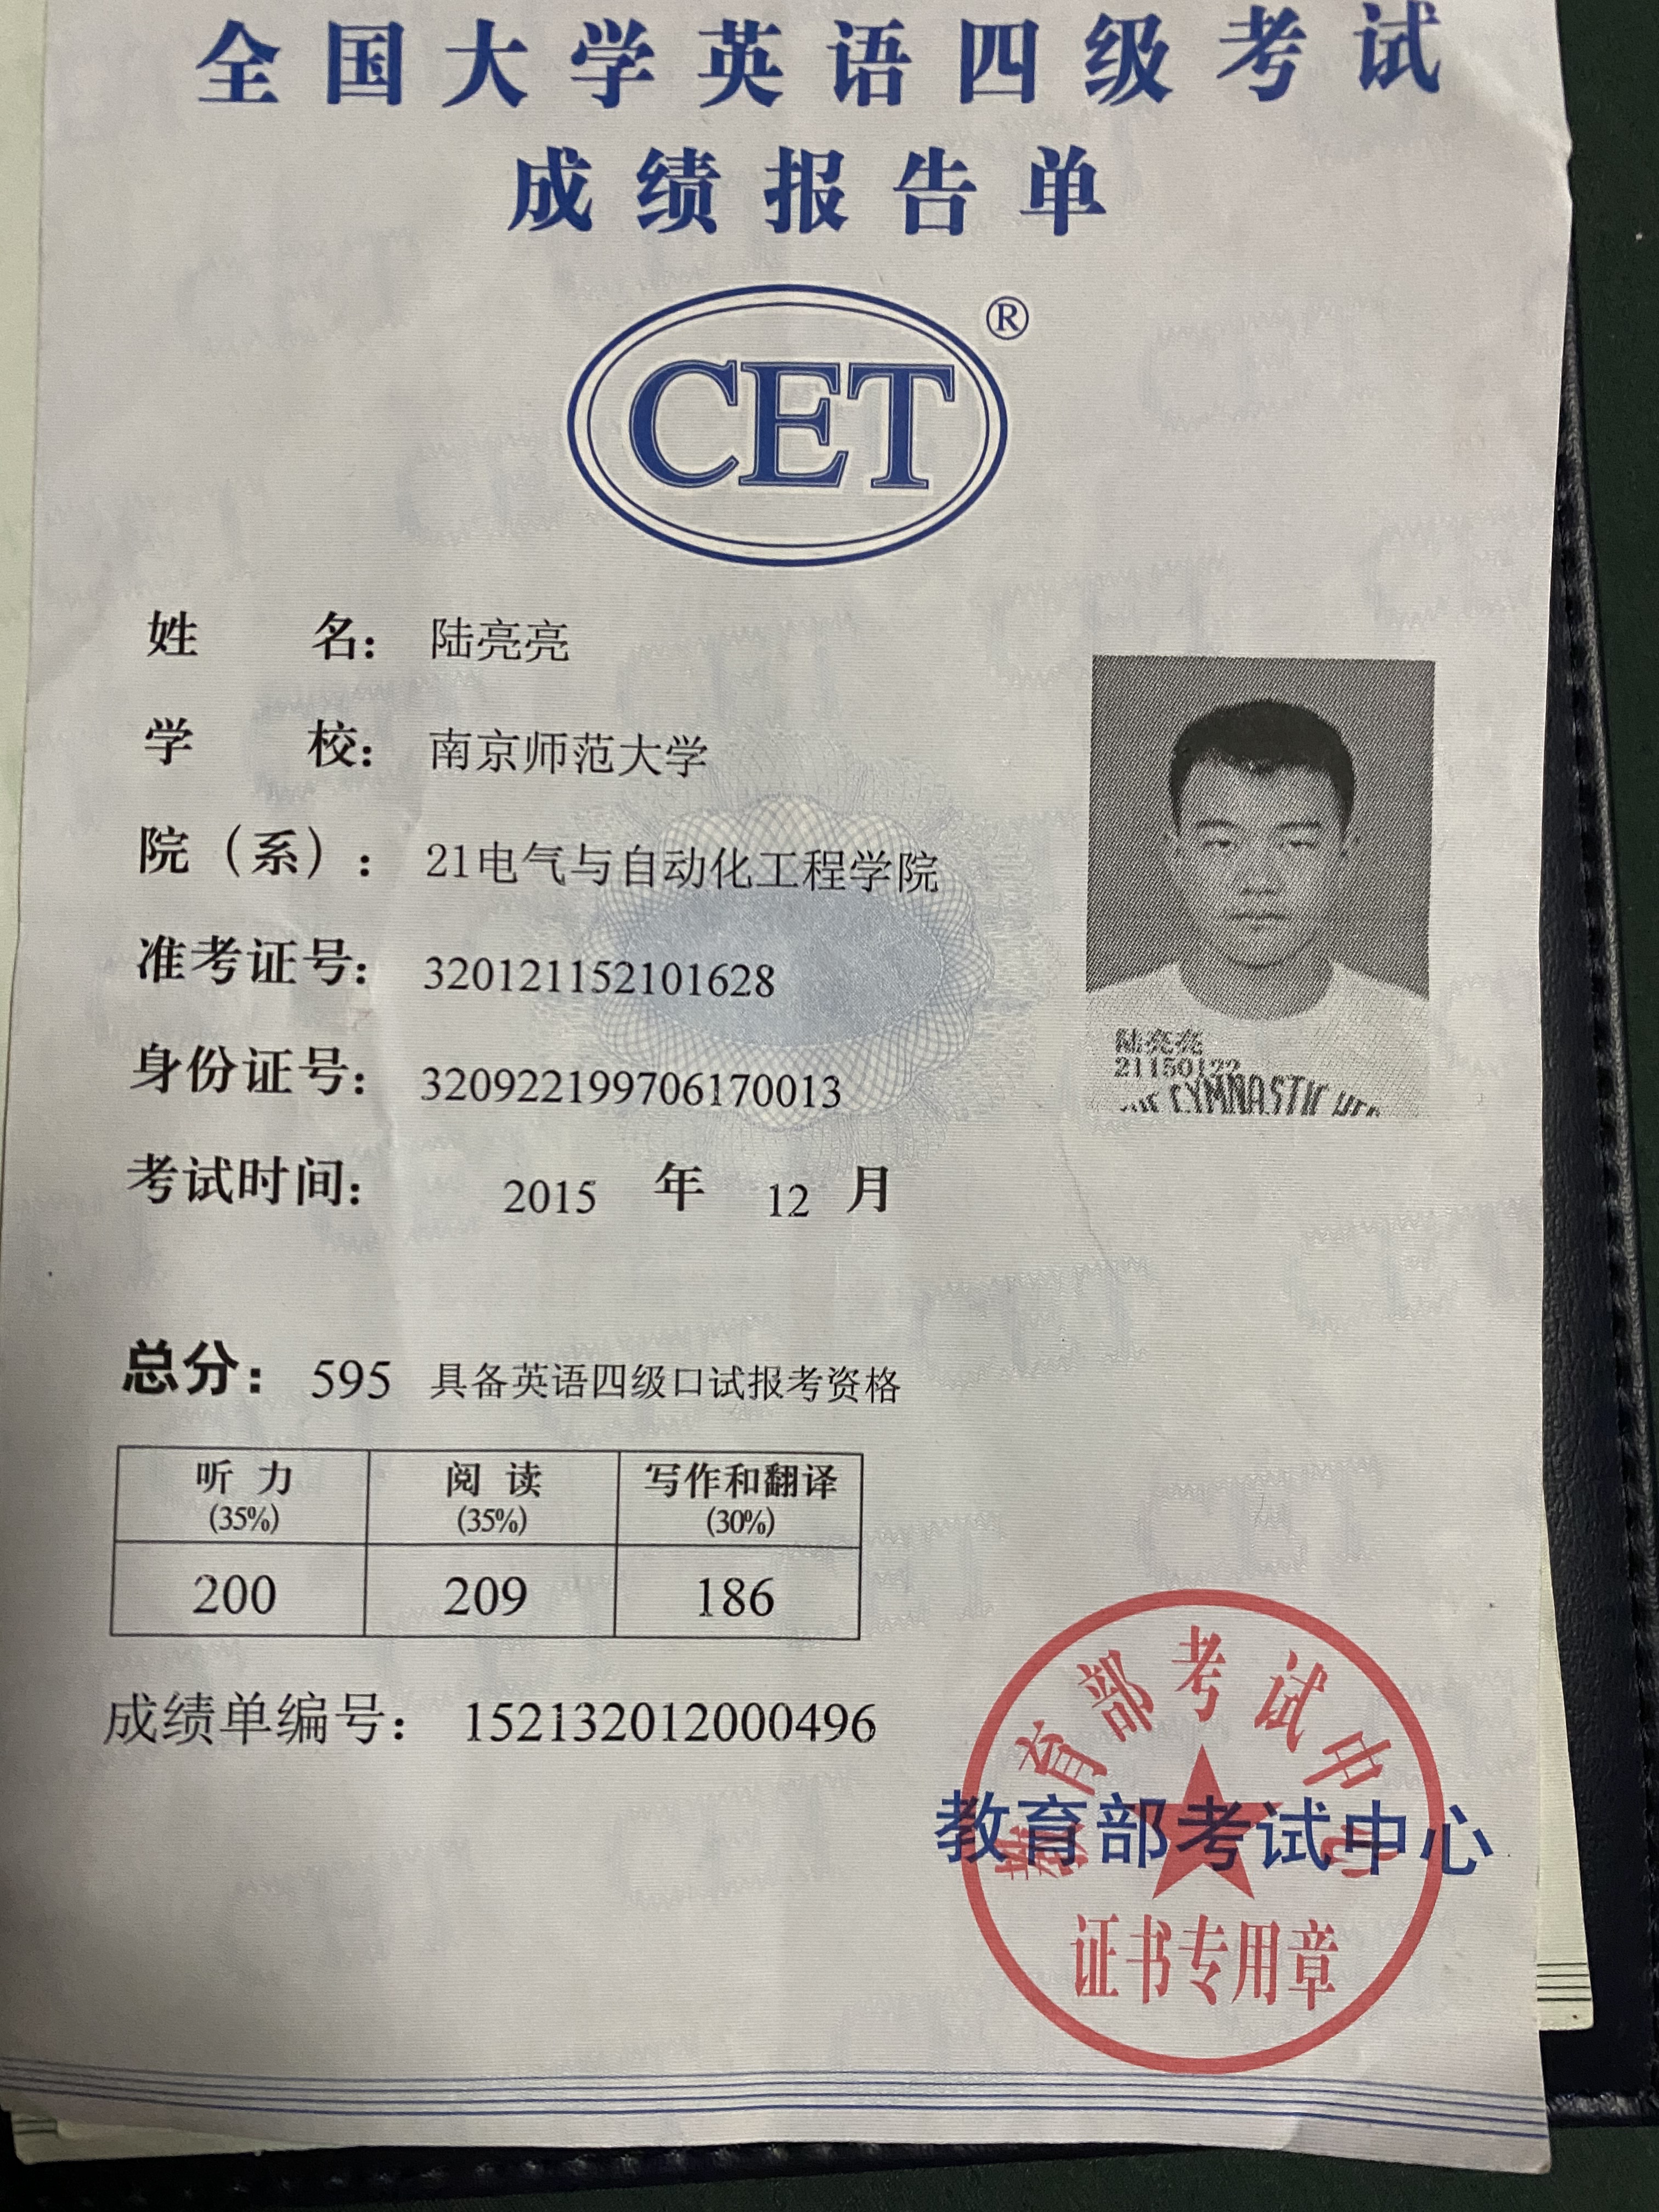 全国大学英语四级考试
成绩报告单
CET®
姓名：陆亮亮
学校：南京师范大学
院（系）：21电气与自动化工程学院
准考证号：320121152101628
身份证号：320922199706170013
考试时间：2015 年 12 月
陆亮亮
21150122
GYMNASTIC
总分：595 具备英语四级口试报考资格
听力 阅读 写作和翻译
(35%) (35%) (30%)
200 209 186
成绩单编号：152132012000496
教育部考试中心
教育部考试中心
证书专用章